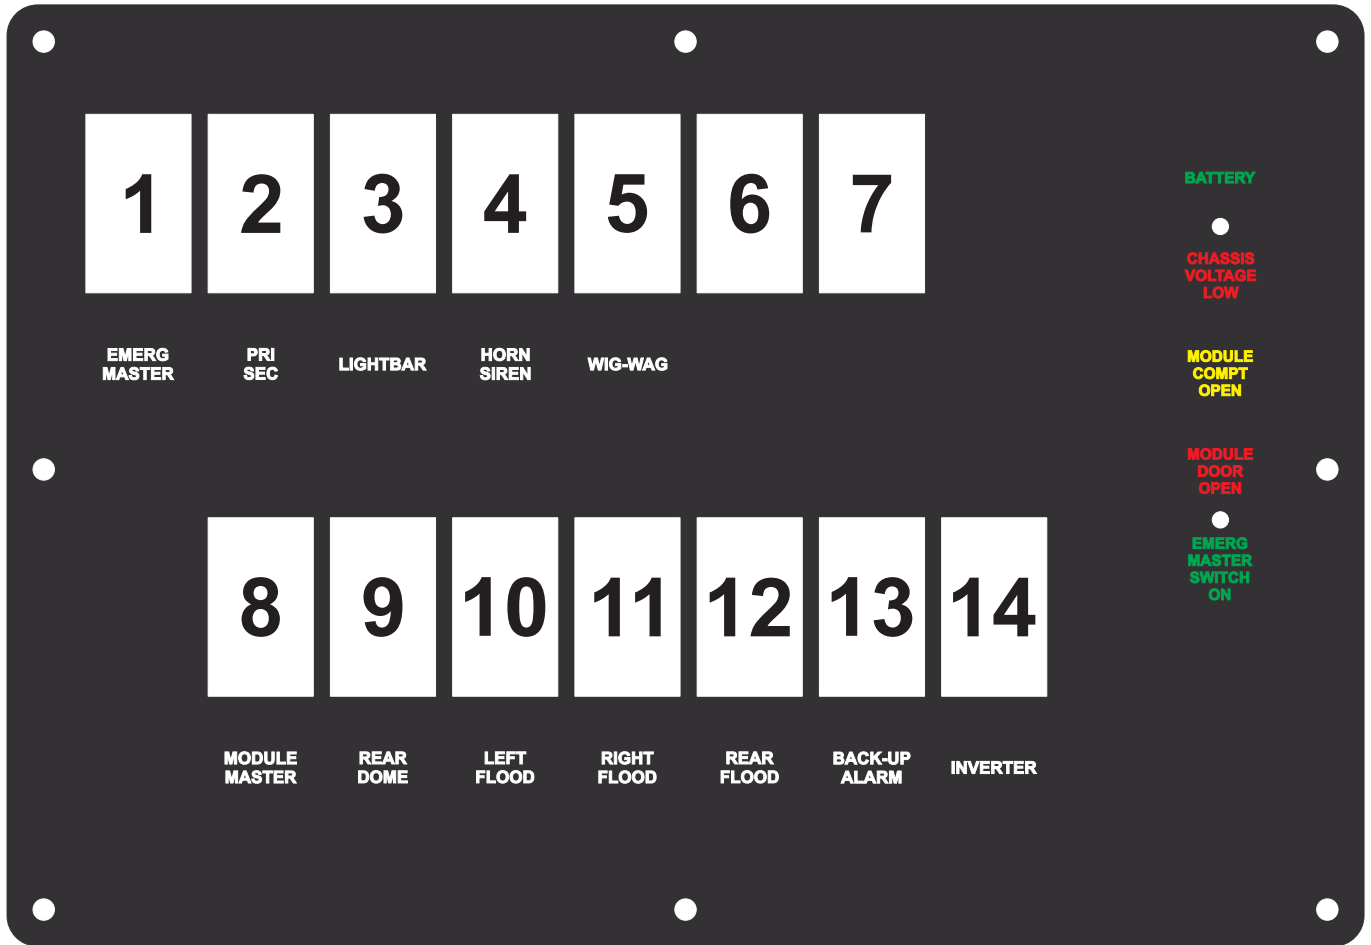 1 2 3 4 5 6 7
EMERG
MASTER
PRI
SEC
LIGHTBAR
HORN
SIREN
WIG-WAG
8 9 10 11 12 13 14
MODULE
MASTER
REAR
DOME
LEFT
FLOOD
RIGHT
FLOOD
REAR
FLOOD
BACK-UP
ALARM
INVERTER
BATTERY
CHASSIS
VOLTAGE
LOW
MODULE
COMPT
OPEN
MODULE
DOOR
OPEN
EMERG
MASTER
SWITCH
ON